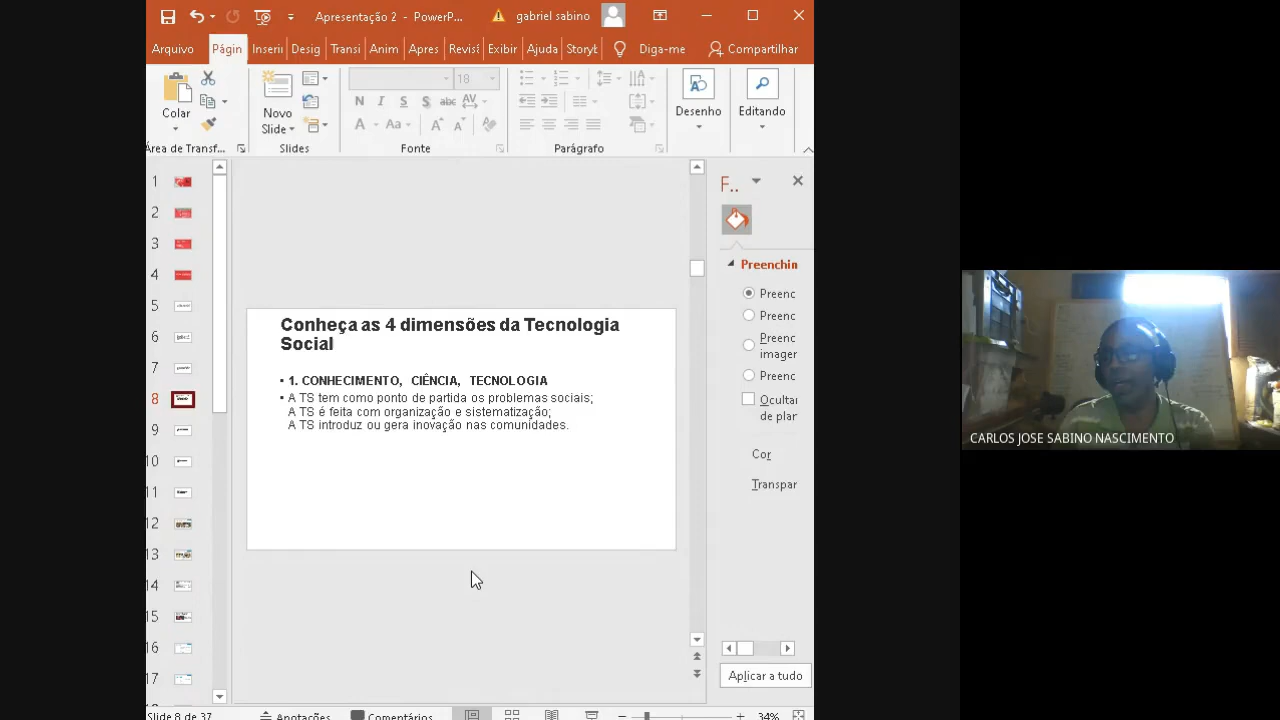 Apresentação 2 - PowerP...
gabriel sabino
Arquivo
Págin
Inseri
Desig
Transi
Anim
Apres
Revisi
Exibir
Ajuda
Storyb
Diga-me
Compartilhar
Colar
Novo
Slide
18
N I S S abc AV
A Aa A A
Desenho
Editando
Área de Transf...
Slides
Fonte
Parágrafo
1
2
3
4
5
6
7
8
9
10
11
12
13
14
15
16
17
Conheça as 4 dimensões da Tecnologia
Social
• 1. CONHECIMENTO, CIÊNCIA, TECNOLOGIA
• A TS tem como ponto de partida os problemas sociais;
A TS é feita com organização e sistematização;
A TS introduz ou gera inovação nas comunidades.
F..
Preenchin
Preenc
Preenc
Preenc
imager
Preenc
Ocultar
de plar
Cor
Transpar
Aplicar a tudo
Slide 8 de 37
Anotações
Comentários
34%
CARLOS JOSE SABINO NASCIMENTO